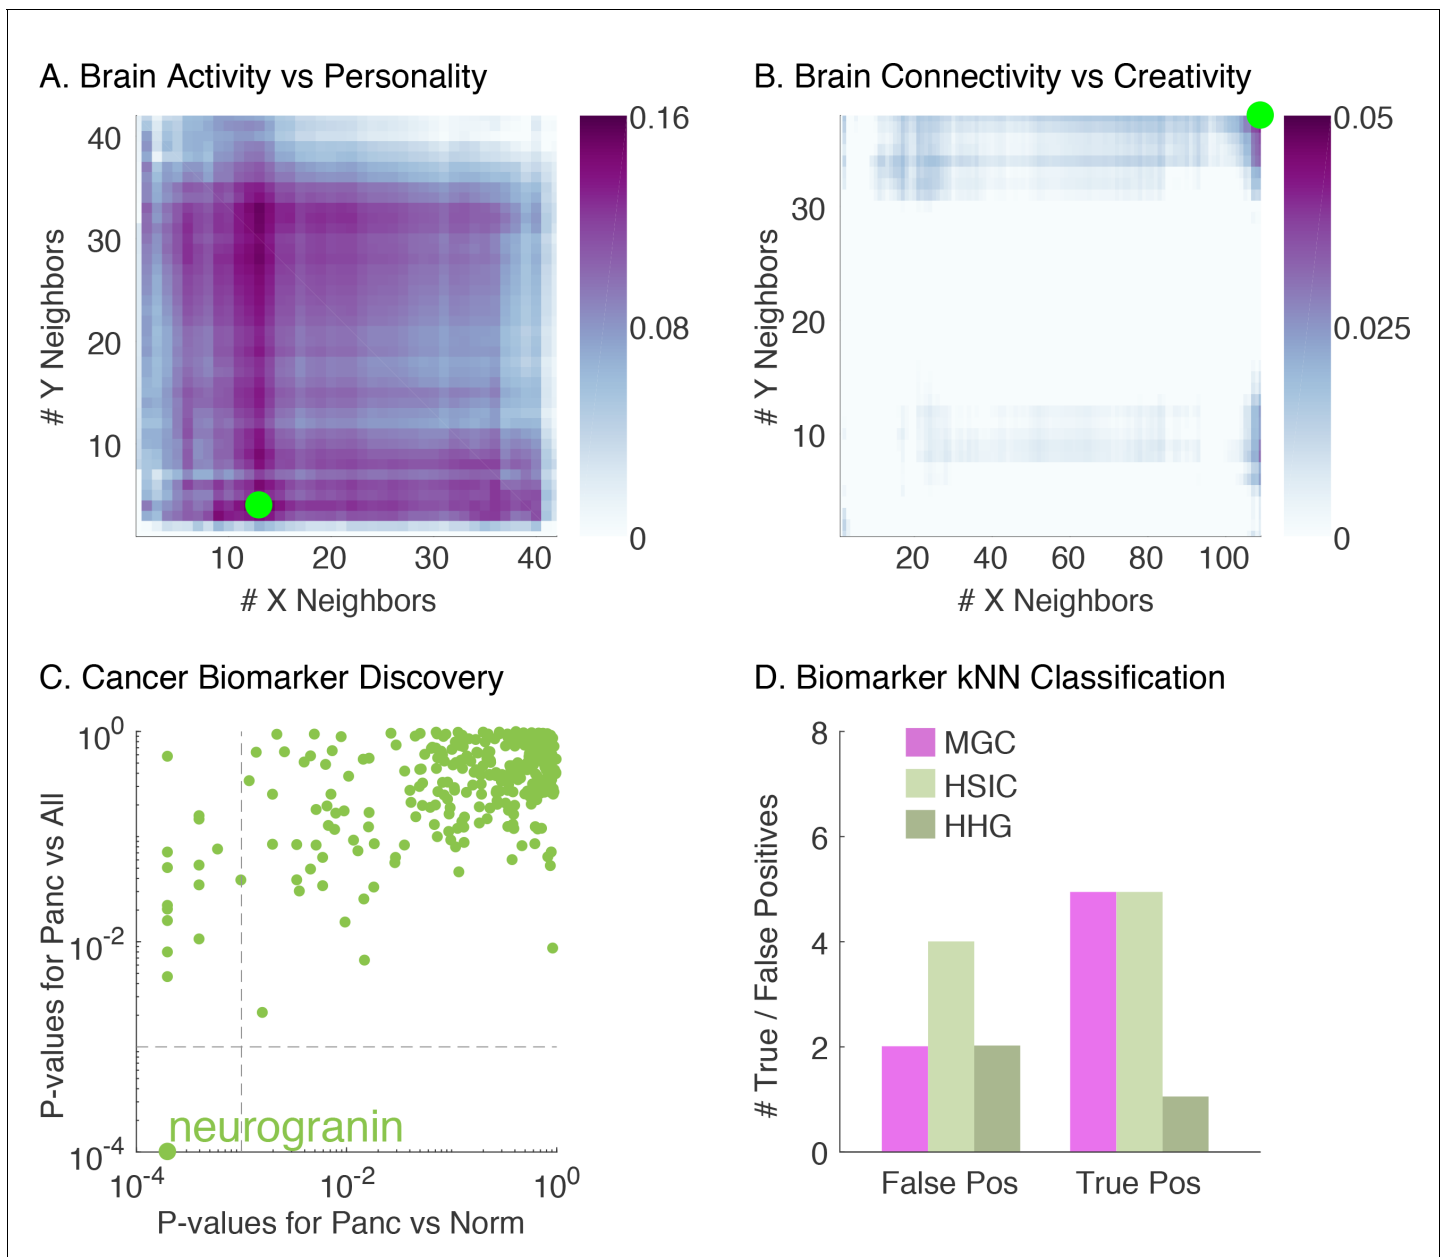 A. Brain Activity vs Personality
40
30
20
10
# Y Neighbors
10 20 30 40
# X Neighbors
0.16
0.08
0
B. Brain Connectivity vs Creativity
30
20
10
# Y Neighbors
20 40 60 80 100
# X Neighbors
0.05
0.025
0
C. Cancer Biomarker Discovery
10^0
10^-2
10^-4
P-values for Panc vs All
neurogranin
10^-4 10^-2 10^0
P-values for Panc vs Norm
D. Biomarker kNN Classification
8
6
4
2
0
# True / False Positives
MGC
HSIC
HHG
False Pos True Pos